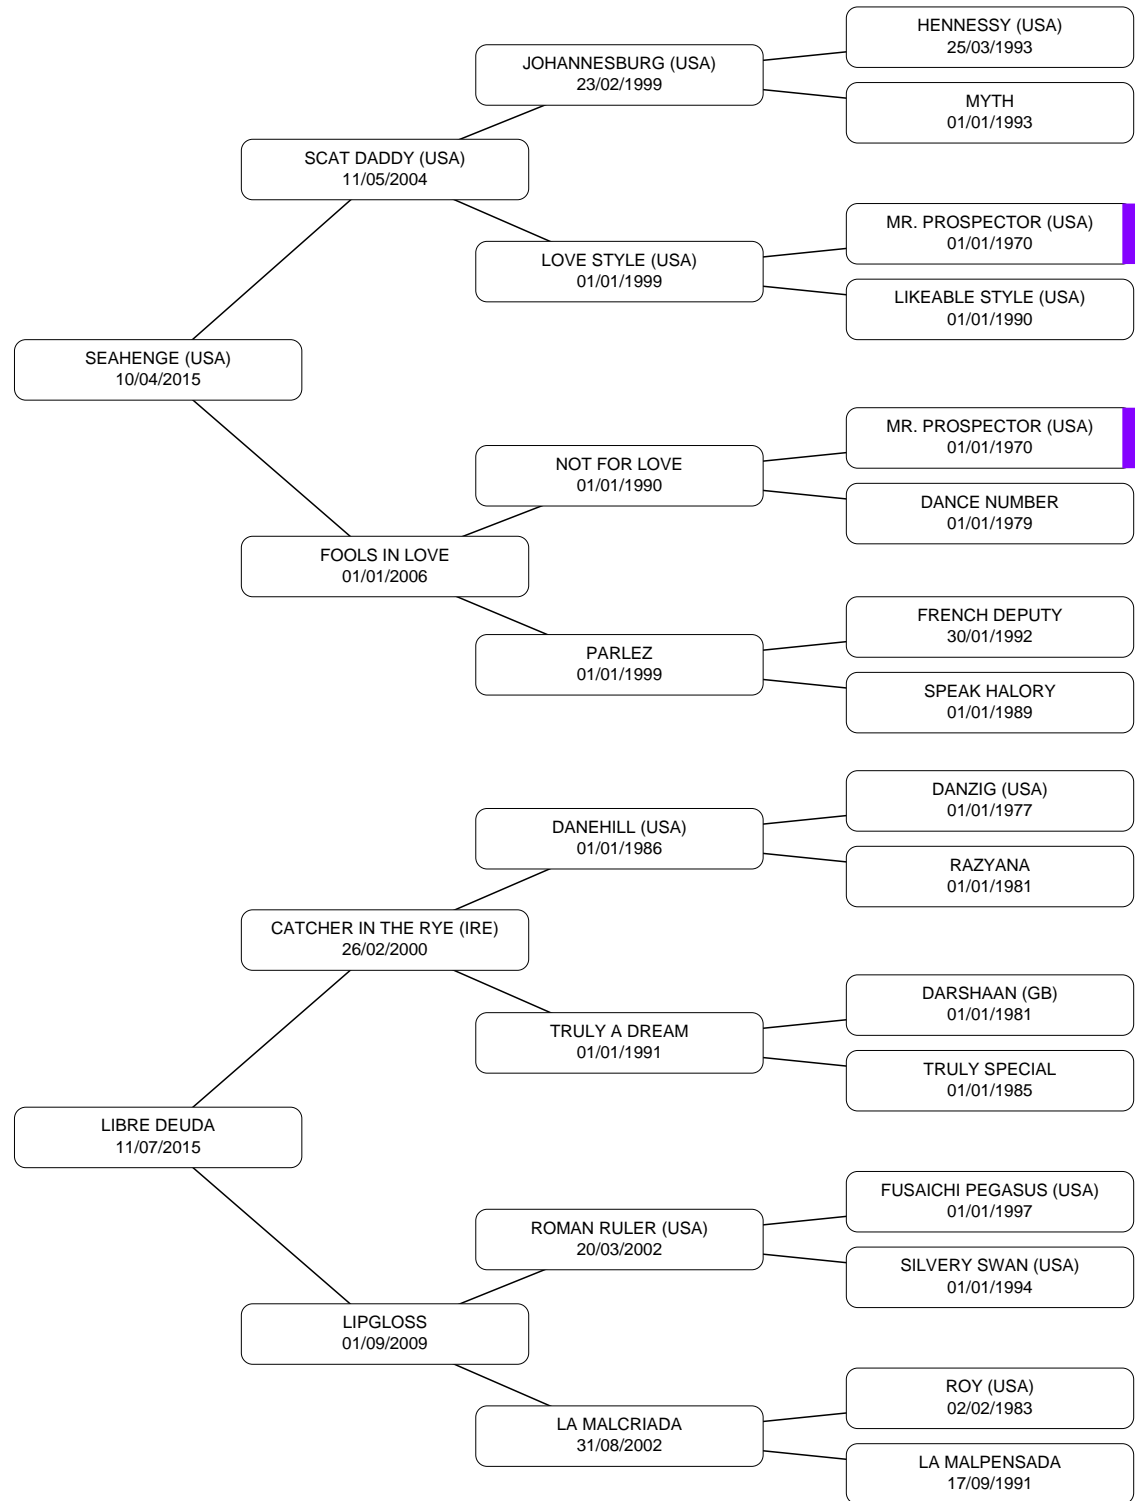 HENNESSY (USA)
25/03/1993
JOHANNESBURG (USA)
23/02/1999
MYTH
01/01/1993
SCAT DADDY (USA)
11/05/2004
MR. PROSPECTOR (USA)
01/01/1970
LOVE STYLE (USA)
01/01/1999
LIKEABLE STYLE (USA)
01/01/1990
SEAHENGE (USA)
10/04/2015
MR. PROSPECTOR (USA)
01/01/1970
NOT FOR LOVE
01/01/1990
DANCE NUMBER
01/01/1979
FOOLS IN LOVE
01/01/2006
FRENCH DEPUTY
30/01/1992
PARLEZ
01/01/1999
SPEAK HALORY
01/01/1989
DANZIG (USA)
01/01/1977
DANEHILL (USA)
01/01/1986
RAZYANA
01/01/1981
CATCHER IN THE RYE (IRE)
26/02/2000
DARSHAAN (GB)
01/01/1981
TRULY A DREAM
01/01/1991
TRULY SPECIAL
01/01/1985
LIBRE DEUDA
11/07/2015
FUSAICHI PEGASUS (USA)
01/01/1997
ROMAN RULER (USA)
20/03/2002
SILVERY SWAN (USA)
01/01/1994
LIPGLOSS
01/09/2009
ROY (USA)
02/02/1983
LA MALCRIADA
31/08/2002
LA MALPENSADA
17/09/1991